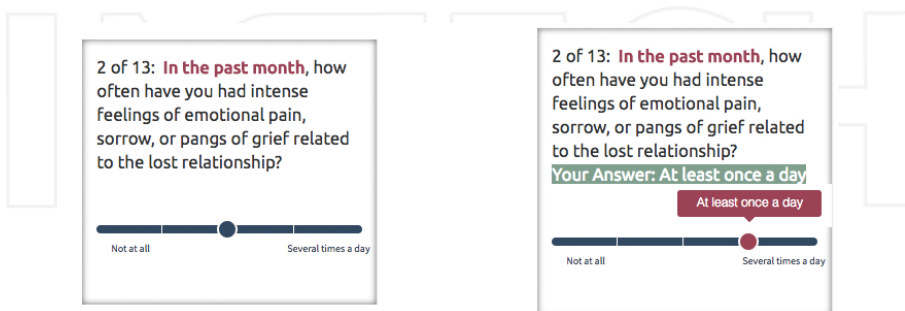 2 of 13: In the past month, how
often have you had intense
feelings of emotional pain,
sorrow, or pangs of grief related
to the lost relationship?
Not at all
Several times a day
2 of 13: In the past month, how
often have you had intense
feelings of emotional pain,
sorrow, or pangs of grief related
to the lost relationship?
Your Answer: At least once a day
At least once a day
Not at all
Several times a day